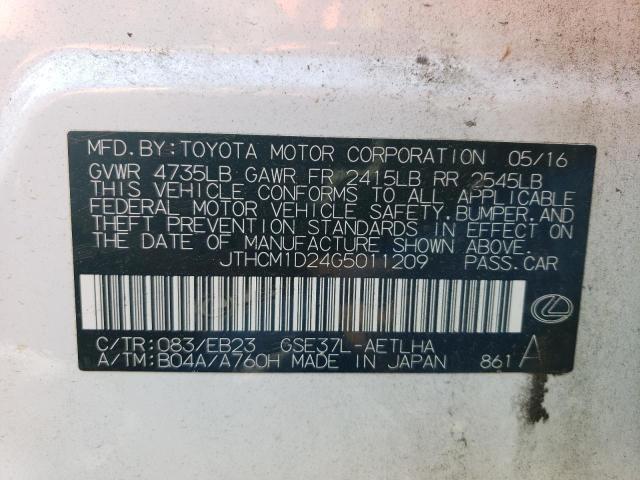 MFD. BY: TOYOTA MOTOR CORPORATION 05/16
GVWR 4735LB GAWR FR 2415LB RR 2545LB
THIS VEHICLE CONFORMS TO ALL APPLICABLE
FEDERAL MOTOR VEHICLE SAFETY, BUMPER, AND
THEFT PREVENTION STANDARDS IN EFFECT ON
THE DATE OF MANUFACTURE SHOWN ABOVE.
JTHCM1D24G5011209 PASS. CAR
C/TR: 083/EB23 GSE37L-AETLHA
A/TM: B04A/A760H MADE IN JAPAN 861 A